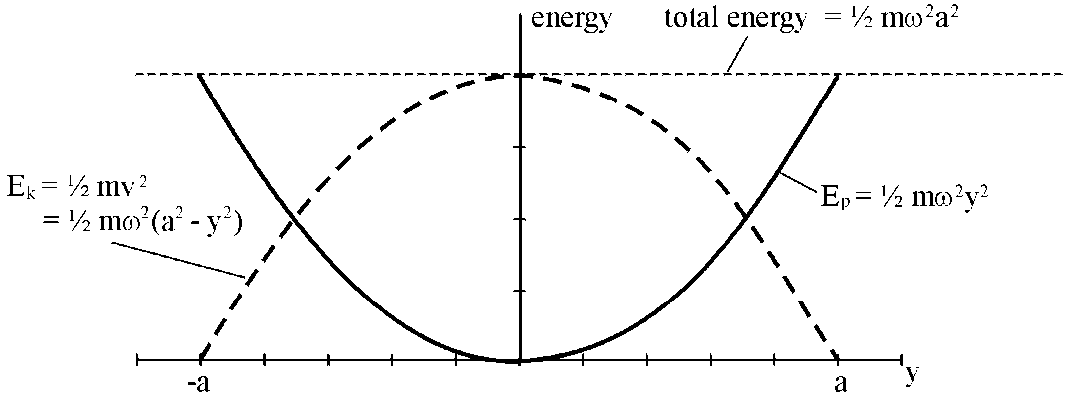 energy
total energy = ½ mω²a²
Eₖ = ½ mv²
= ½ mω²(a² - y²)
Eₚ = ½ mω²y²
-a
a
y